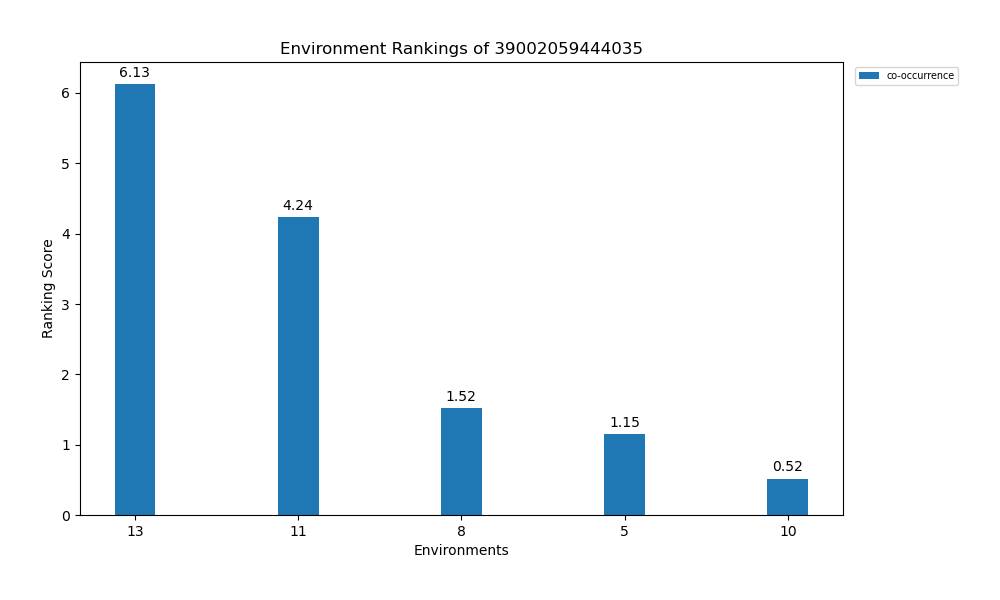 Environment Rankings of 39002059444035
co-occurrence
Ranking Score
6
5
4
3
2
1
0
6.13
4.24
1.52
1.15
0.52
13 11 8 5 10
Environments